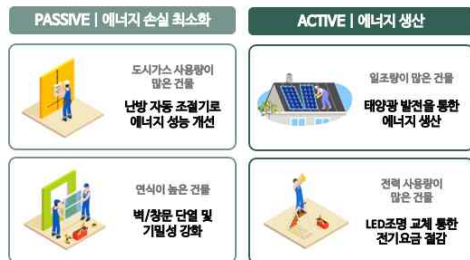 PASSIVE | 에너지 손실 최소화
도시가스 사용량이
많은 건물
난방 자동 조절기로
에너지 성능 개선
연식이 높은 건물
벽/창문 단열 및
기밀성 강화
ACTIVE | 에너지 생산
일조량이 많은 건물
태양광 발전을 통한
에너지 생산
전력 사용량이
많은 건물
LED조명 교체 통한
전기요금 절감